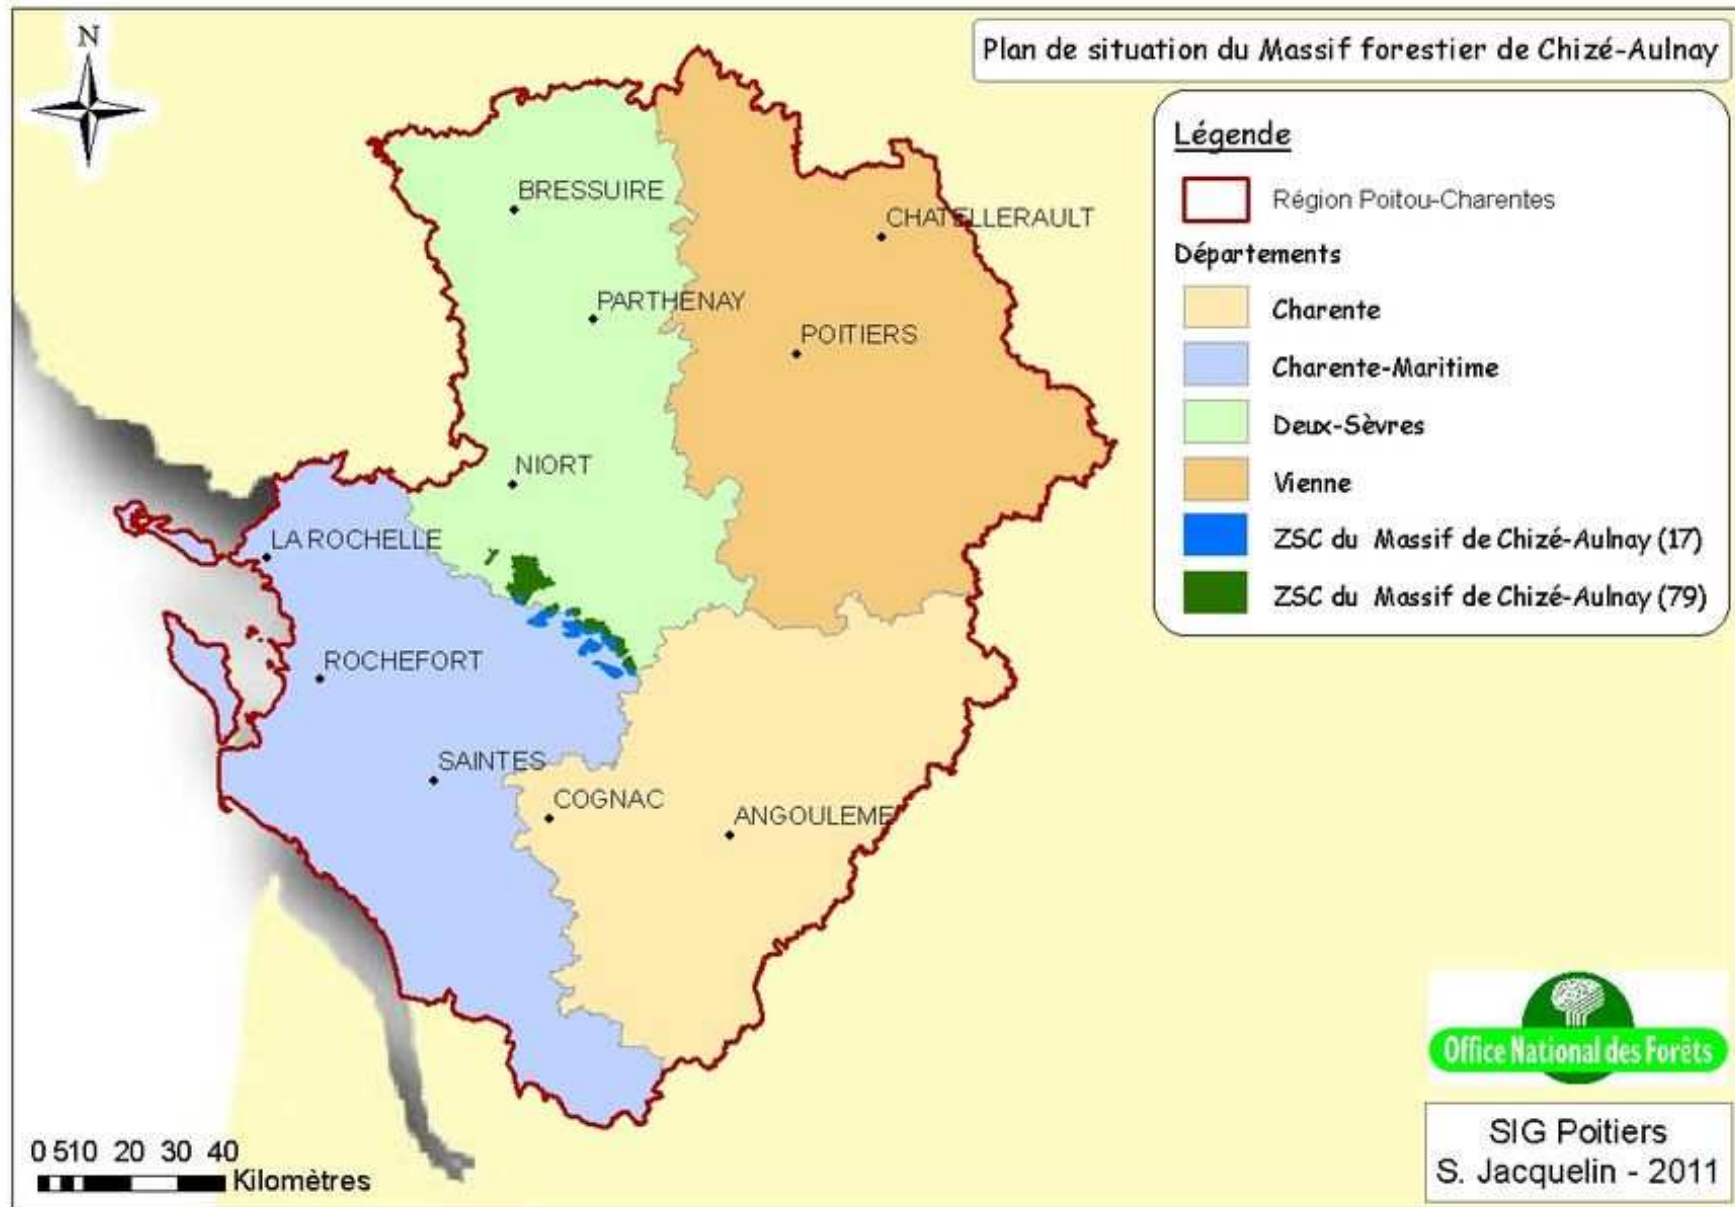 N
Plan de situation du Massif forestier de Chizé-Aulnay
Légende
Région Poitou-Charentes
Départements
Charente
Charente-Maritime
Deux-Sèvres
Vienne
ZSC du Massif de Chizé-Aulnay (17)
ZSC du Massif de Chizé-Aulnay (79)
BRESSUIRE
CHATELLERAULT
PARTHENAY
POITIERS
NIORT
LA ROCHELLE
ROCHEFORT
SAINTES
COGNAC
ANGOULEME
0 510 20 30 40
Kilomètres
Office National des Forêts
SIG Poitiers
S. Jacquelin - 2011